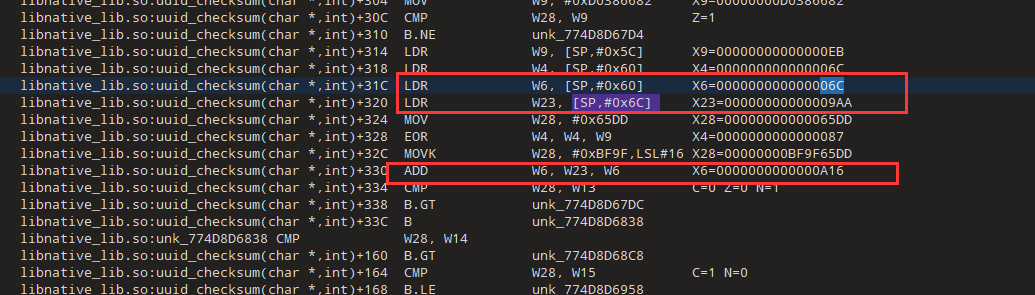 libnative_lib.so:uuid_checksum(char *,int)+304 MOV W9, #0xD0386682 X9=00000000D0386682
libnative_lib.so:uuid_checksum(char *,int)+30C CMP W28, W9 Z=1
libnative_lib.so:uuid_checksum(char *,int)+310 B.NE unk_774D8D67D4
libnative_lib.so:uuid_checksum(char *,int)+314 LDR W9, [SP,#0x5C] X9=00000000000000EB
libnative_lib.so:uuid_checksum(char *,int)+318 LDR W4, [SP,#0x60] X4=000000000000006C
libnative_lib.so:uuid_checksum(char *,int)+31C LDR W6, [SP,#0x60] X6=000000000000006C
libnative_lib.so:uuid_checksum(char *,int)+320 LDR W23, [SP,#0x6C] X23=00000000000009AA
libnative_lib.so:uuid_checksum(char *,int)+324 MOV W28, #0x65DD X28=00000000000065DD
libnative_lib.so:uuid_checksum(char *,int)+328 EOR W4, W4, W9 X4=0000000000000087
libnative_lib.so:uuid_checksum(char *,int)+32C MOVK W28, #0xBF9F,LSL#16 X28=00000000BF9F65DD
libnative_lib.so:uuid_checksum(char *,int)+330 ADD W6, W23, W6 X6=0000000000000A16
libnative_lib.so:uuid_checksum(char *,int)+334 CMP W28, W13 C=0 Z=0 N=1
libnative_lib.so:uuid_checksum(char *,int)+338 B.GT unk_774D8D67DC
libnative_lib.so:uuid_checksum(char *,int)+33C B unk_774D8D6838
libnative_lib.so:unk_774D8D6838 CMP W28, W14
libnative_lib.so:uuid_checksum(char *,int)+160 B.GT unk_774D8D68C8
libnative_lib.so:uuid_checksum(char *,int)+164 CMP W28, W15 C=1 N=0
libnative_lib.so:uuid_checksum(char *,int)+168 B.LE unk_774D8D6958